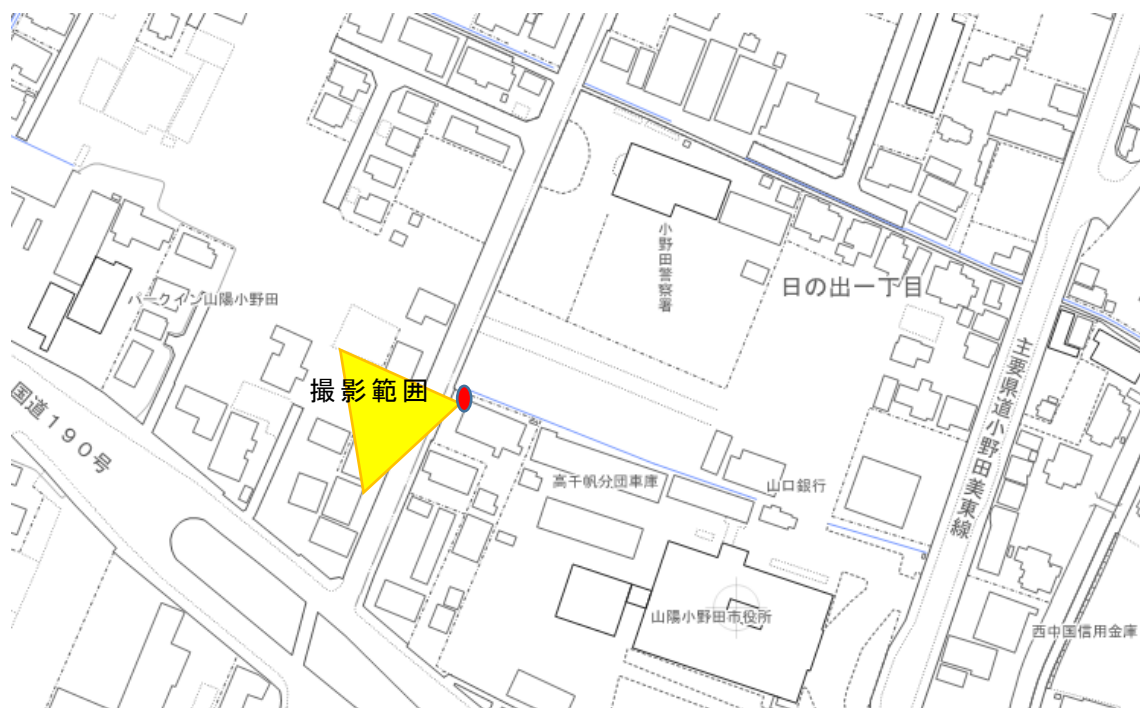 小野田警察署
日の出一丁目
パークイン山陽小野田
主要県道小野田美東線
撮影範囲
国道190号
高千帆分団車庫
山口銀行
山陽小野田市役所
西中国信用金庫